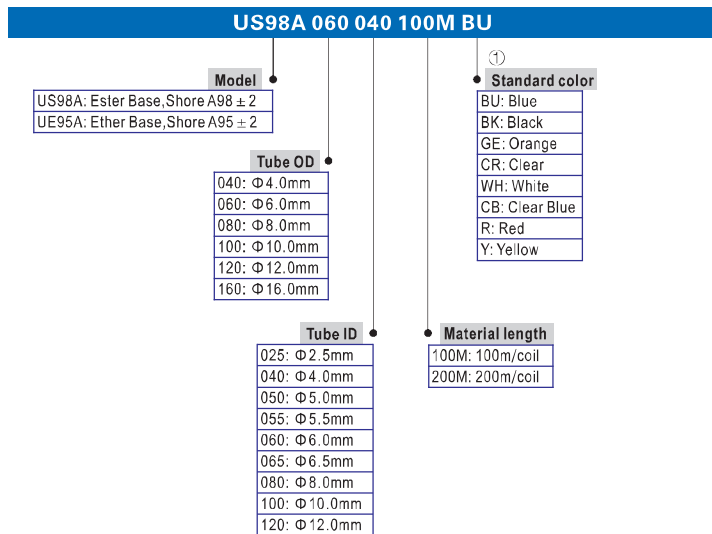 US98A 060 040 100M BU
①
Model
US98A: Ester Base,Shore A98±2
UE95A: Ether Base,Shore A95±2
Standard color
BU: Blue
BK: Black
GE: Orange
CR: Clear
WH: White
CB: Clear Blue
R: Red
Y: Yellow
Tube OD
040: Φ4.0mm
060: Φ6.0mm
080: Φ8.0mm
100: Φ10.0mm
120: Φ12.0mm
160: Φ16.0mm
Tube ID
025: Φ2.5mm
040: Φ4.0mm
050: Φ5.0mm
055: Φ5.5mm
060: Φ6.0mm
065: Φ6.5mm
080: Φ8.0mm
100: Φ10.0mm
120: Φ12.0mm
Material length
100M: 100m/coil
200M: 200m/coil